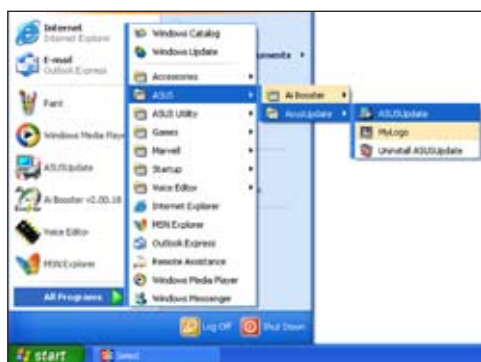 Internet
Internet Explorer
E-mail
Outlook Express
Paint
Windows Media Player
ASUSUpdate
Ai Booster v2.00.18
Voice Editor
MSN Explorer
All Programs
Windows Catalog
Windows Update
Accessories
ASUS
ASUS Utility
Games
Marvell
Startup
Voice Editor
Internet Explorer
MSN Explorer
Outlook Express
Remote Assistance
Windows Media Player
Windows Messenger
Ai Booster
AsusUpdate
ASUSUpdate
MyLogo
Uninstall ASUSUpdate
Log Off
Shut Down
start